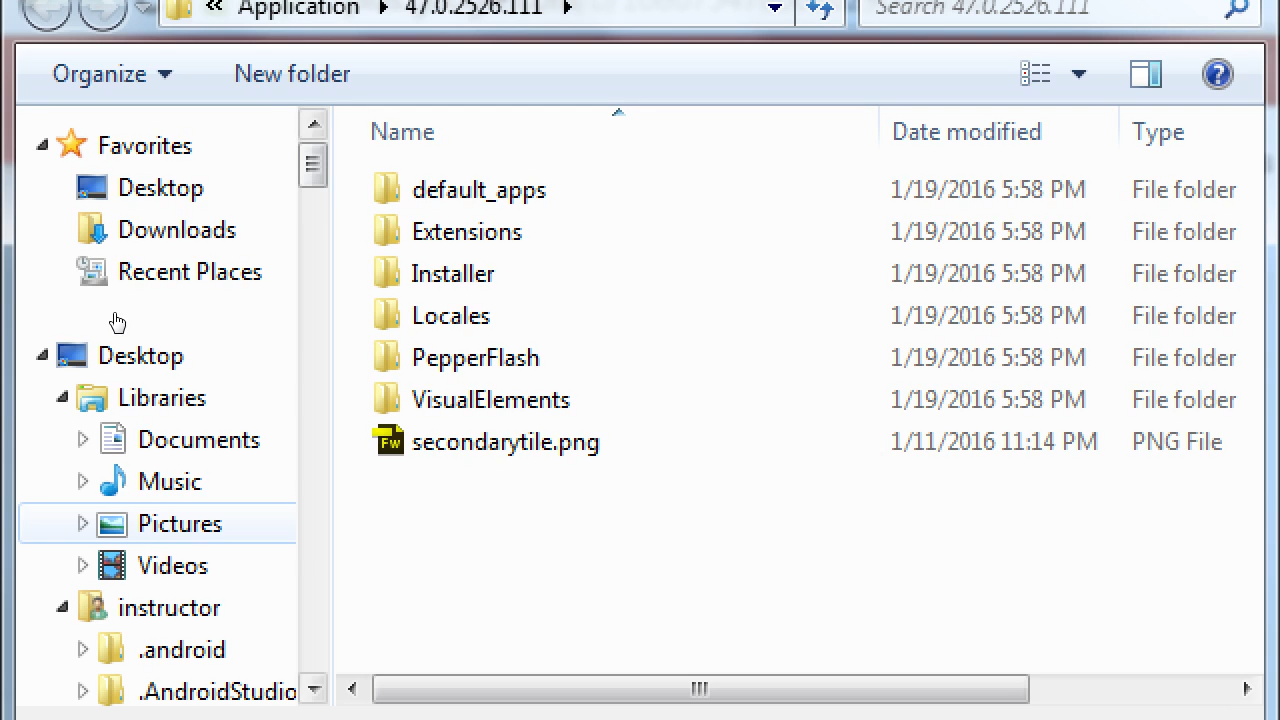 « Application 47.0.2526.111 Search 47.0.2526.111
Organize New folder
Name Date modified Type
Favorites
Desktop
Downloads
Recent Places
Desktop
Libraries
Documents
Music
Pictures
Videos
instructor
.android
.AndroidStudio
default_apps 1/19/2016 5:58 PM File folder
Extensions 1/19/2016 5:58 PM File folder
Installer 1/19/2016 5:58 PM File folder
Locales 1/19/2016 5:58 PM File folder
PepperFlash 1/19/2016 5:58 PM File folder
VisualElements 1/19/2016 5:58 PM File folder
Fw secondarytile.png 1/11/2016 11:14 PM PNG File